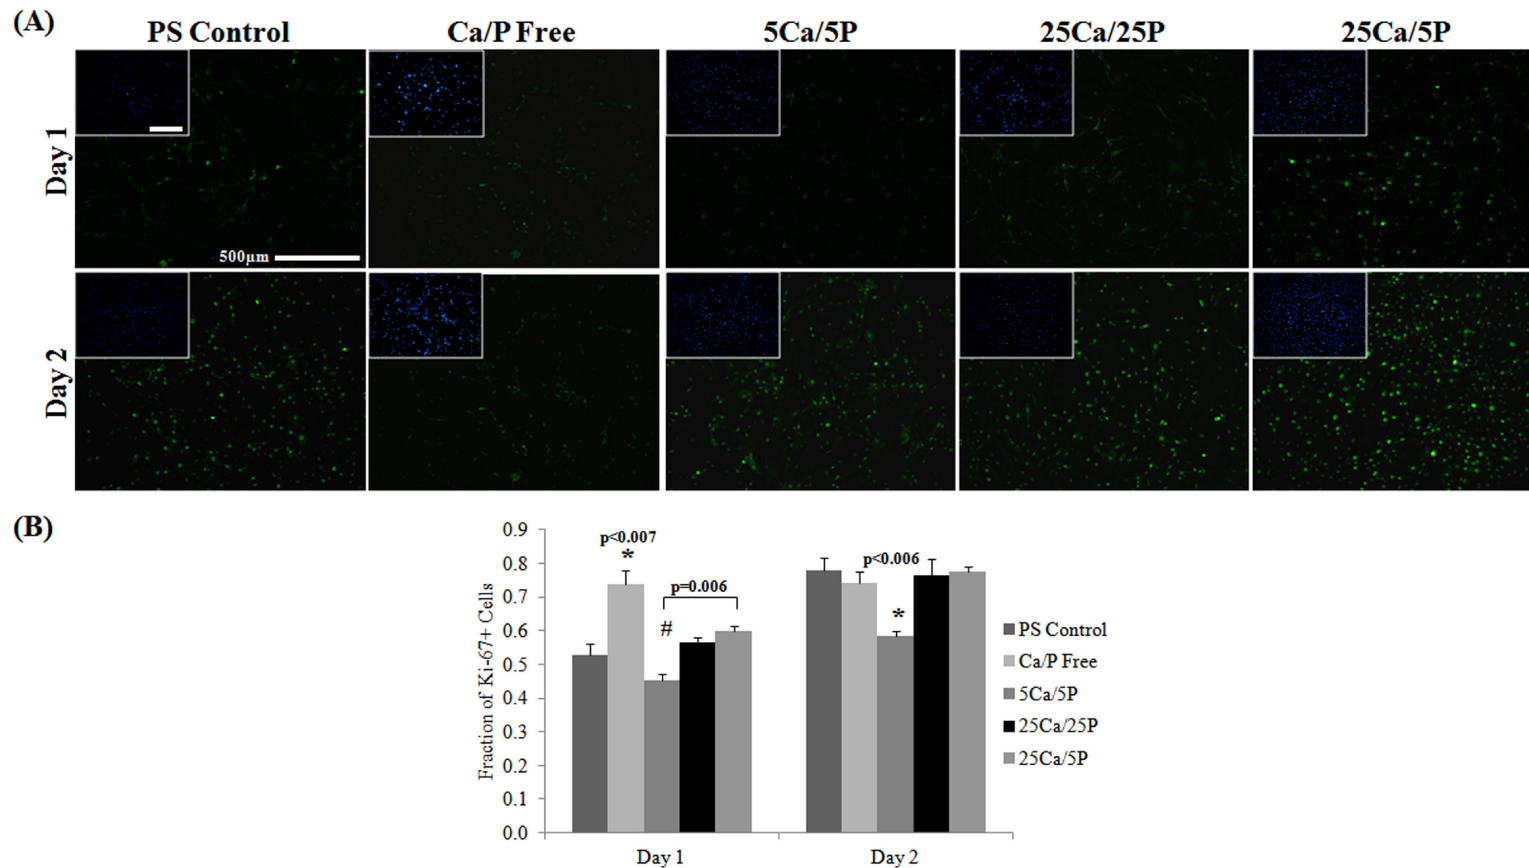 (A)
PS Control Ca/P Free 5Ca/5P 25Ca/25P 25Ca/5P
Day 1
500µm
Day 2
(B)
Fraction of Ki-67+ Cells
0.9
0.8
0.7
0.6
0.5
0.4
0.3
0.2
0.1
0.0
p<0.007
*
p=0.006
#
p<0.006
*
Day 1 Day 2
PS Control
Ca/P Free
5Ca/5P
25Ca/25P
25Ca/5P